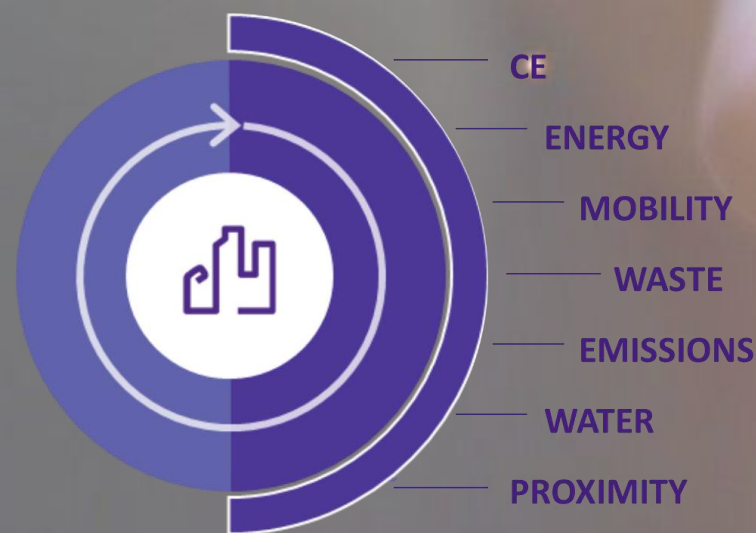 CE
ENERGY
MOBILITY
WASTE
EMISSIONS
WATER
PROXIMITY